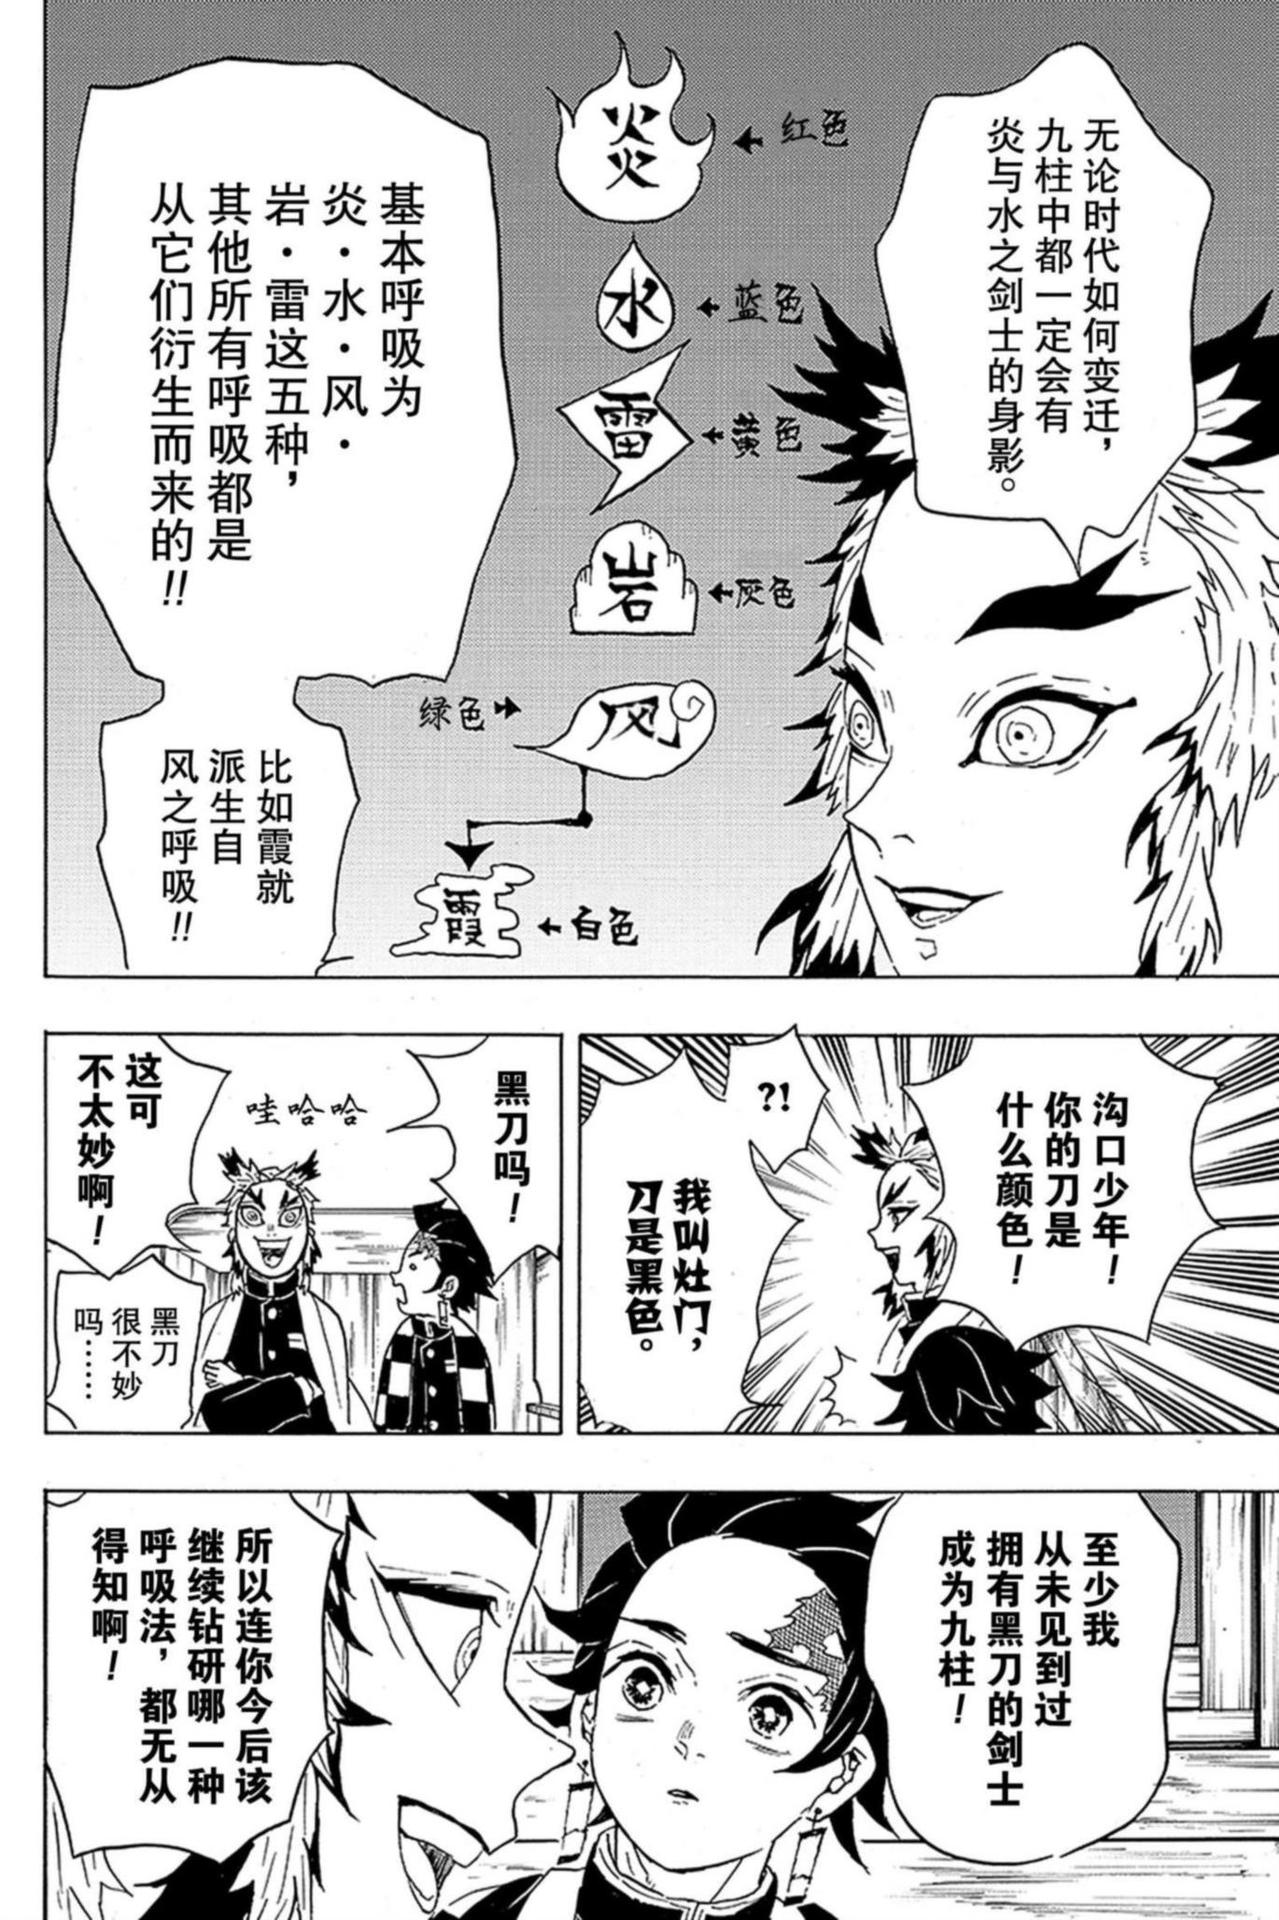 无论时代如何变迁，
九柱中都一定会有
炎与水之剑士的身影。
炎
红色
水
蓝色
雷
黄色
岩
灰色
风
绿色
霞
白色
基本呼吸为
炎·水·风·
岩·雷这五种，
其他所有呼吸都是
从它们衍生而来的!!
比如霞就
派生自
风之呼吸!!
沟口少年！
你的刀是
什么颜色！
?!
我叫灶门，
刀是黑色。
黑刀吗！
哇哈哈
这可
不太妙啊！
黑刀
很不妙
吗……
至少我
从未见到过
拥有黑刀的剑士
成为九柱！
所以连你今后该
继续钻研哪一种
呼吸法，都无从
得知啊！